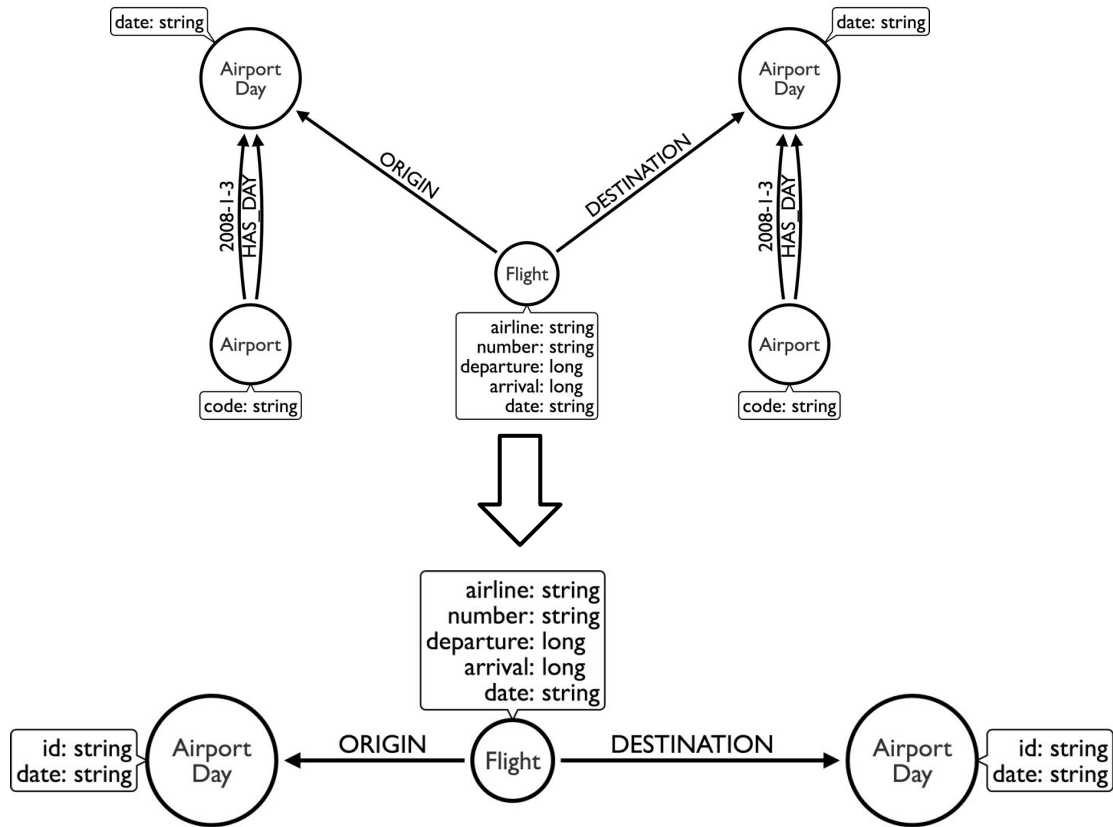 date: string
date: string
Airport
Day
Airport
Day
ORIGIN
DESTINATION
2008-1-3
HAS_DAY
2008-1-3
HAS_DAY
Flight
airline: string
number: string
departure: long
arrival: long
date: string
Airport
Airport
code: string
code: string
airline: string
number: string
departure: long
arrival: long
date: string
id: string
date: string
Airport
Day
ORIGIN
Flight
DESTINATION
Airport
Day
id: string
date: string